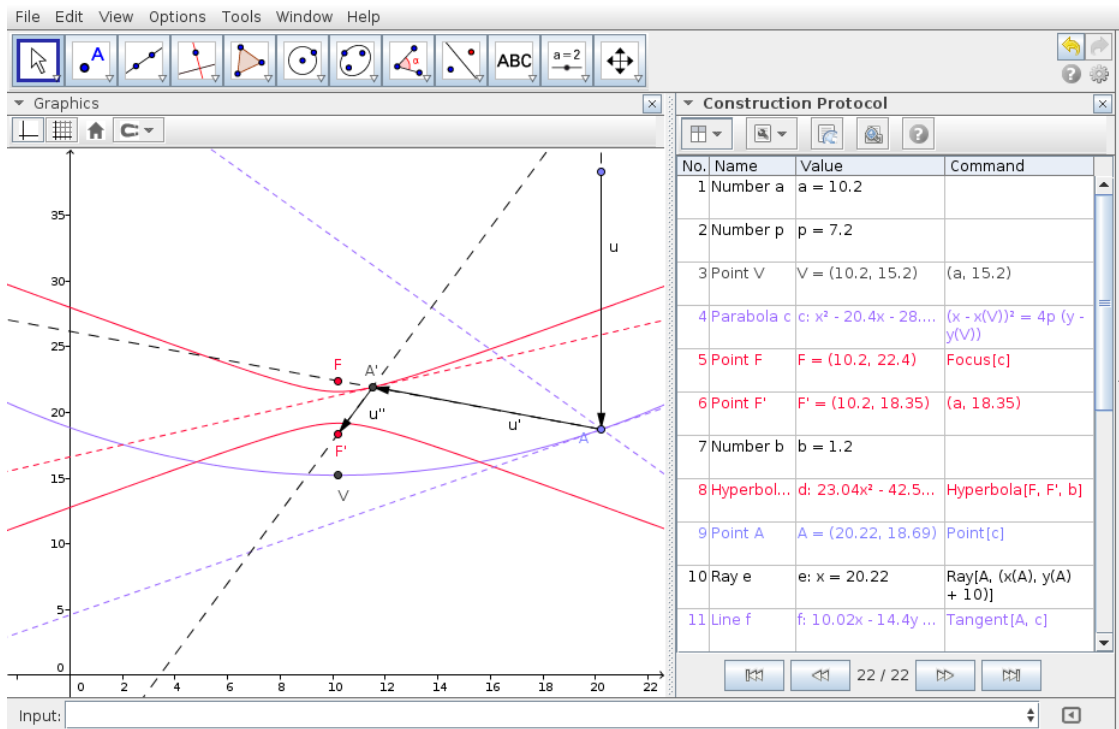 File Edit View Options Tools Window Help
A
α
ABC
a=2
?
Graphics
Construction Protocol
?
35
30
25
20
15
10
5
0
0 2 4 6 8 10 12 14 16 18 20 22
u
F
A'
u''
u'
A
F'
V
No. Name Value Command
1 Number a a = 10.2
2 Number p p = 7.2
3 Point V V = (10.2, 15.2) (a, 15.2)
4 Parabola c c: x² - 20.4x - 28.... (x - x(V))² = 4p (y -
y(V))
5 Point F F = (10.2, 22.4) Focus[c]
6 Point F' F' = (10.2, 18.35) (a, 18.35)
7 Number b b = 1.2
8 Hyperbol... d: 23.04x² - 42.5... Hyperbola[F, F', b]
9 Point A A = (20.22, 18.69) Point[c]
10 Ray e e: x = 20.22 Ray[A, (x(A), y(A)
+ 10)]
11 Line f f: 10.02x - 14.4y ... Tangent[A, c]
22 / 22
Input: